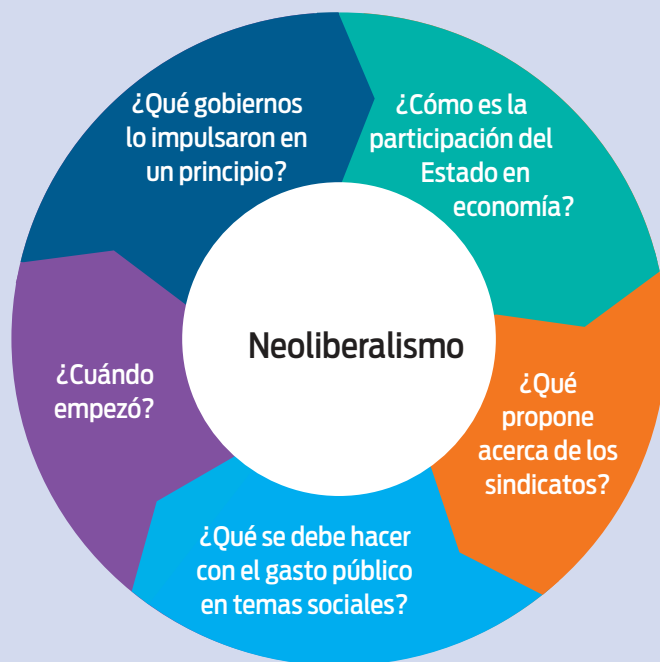 ¿Qué gobiernos
lo impulsaron en
un principio?
¿Cómo es la
participación del
Estado en
economía?
Neoliberalismo
¿Cuándo
empezó?
¿Qué
propone
acerca de los
sindicatos?
¿Qué se debe hacer
con el gasto público
en temas sociales?